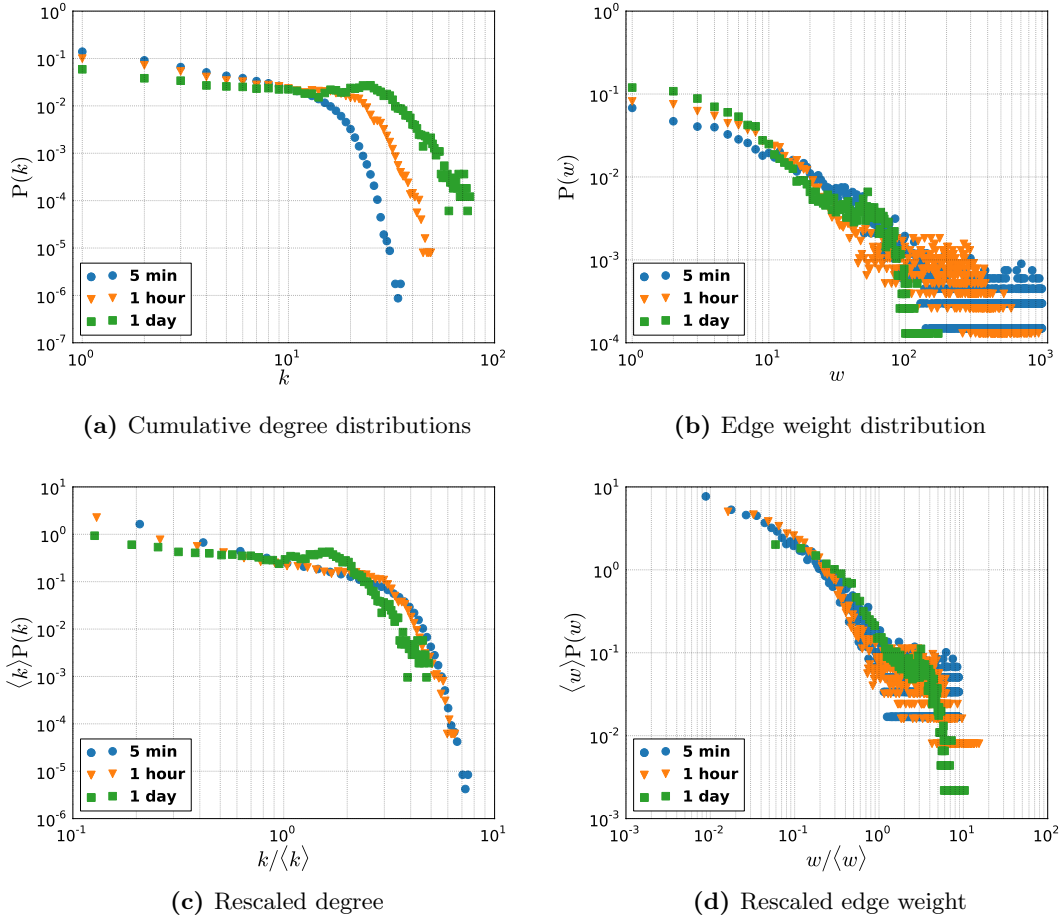 10^0
10^-1
10^-2
10^-3
10^-4
10^-5
10^-6
10^-7
P(k)
5 min
1 hour
1 day
10^0 10^1 10^2
k
(a) Cumulative degree distributions
10^0
10^-1
10^-2
10^-3
10^-4
P(w)
5 min
1 hour
1 day
10^0 10^1 10^2 10^3
w
(b) Edge weight distribution
10^1
10^0
10^-1
10^-2
10^-3
10^-4
10^-5
10^-6
⟨k⟩P(k)
5 min
1 hour
1 day
10^-1 10^0 10^1
k/⟨k⟩
(c) Rescaled degree
10^1
10^0
10^-1
10^-2
10^-3
⟨w⟩P(w)
5 min
1 hour
1 day
10^-3 10^-2 10^-1 10^0 10^1 10^2
w/⟨w⟩
(d) Rescaled edge weight